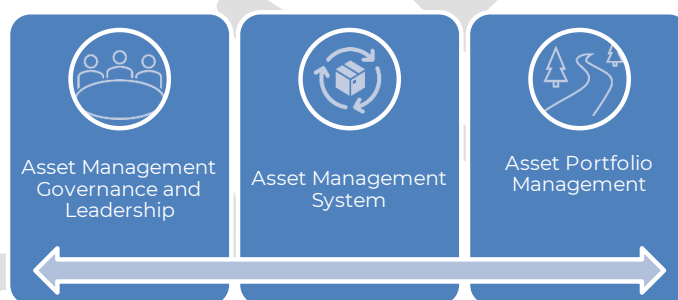 Asset Management
Governance and
Leadership
Asset Management
System
Asset Portfolio
Management